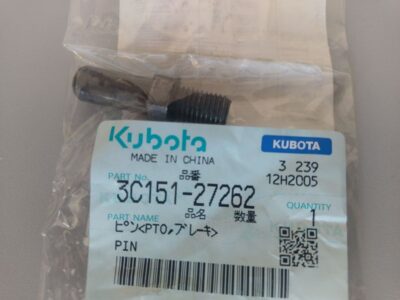 Kubota
KUBOTA
MADE IN CHINA
3 239
PART No. 品番
12H2005
3C151-27262
PART NAME 品名 数量 QUANTITY
ピン<PTO,ブレーキ>
1
PIN